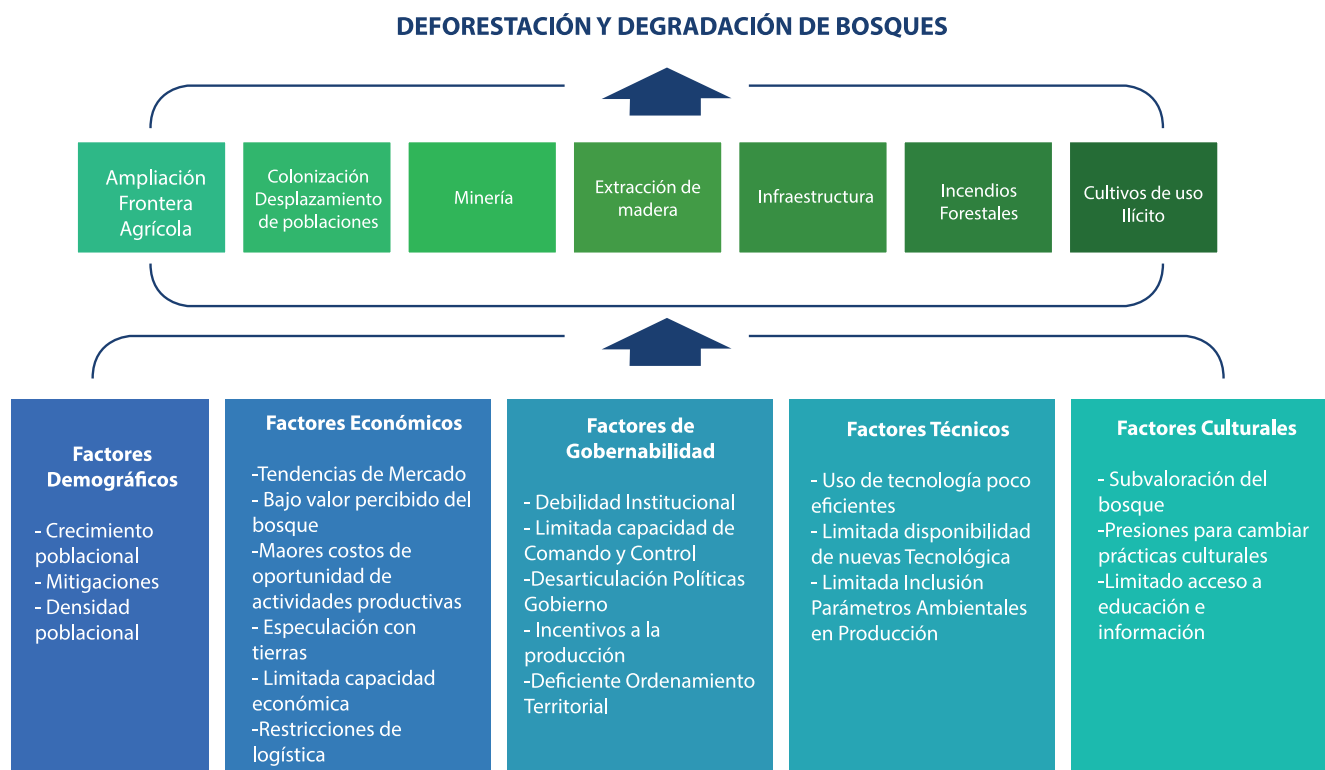 DEFORESTACIÓN Y DEGRADACIÓN DE BOSQUES
Ampliación
Frontera
Agrícola
Colonización
Desplazamiento
de poblaciones
Minería
Extracción de
madera
Infraestructura
Incendios
Forestales
Cultivos de uso
Ilícito
Factores
Demográficos
- Crecimiento
poblacional
- Mitigaciones
- Densidad
poblacional
Factores Económicos
-Tendencias de Mercado
- Bajo valor percibido del
bosque
-Maores costos de
oportunidad de
actividades productivas
- Especulación con
tierras
- Limitada capacidad
económica
-Restricciones de
logística
Factores de
Gobernabilidad
- Debilidad Institucional
- Limitada capacidad de
Comando y Control
-Desarticulación Políticas
Gobierno
- Incentivos a la
producción
-Deficiente Ordenamiento
Territorial
Factores Técnicos
- Uso de tecnología poco
eficientes
- Limitada disponibilidad
de nuevas Tecnológica
- Limitada Inclusión
Parámetros Ambientales
en Producción
Factores Culturales
- Subvaloración del
bosque
-Presiones para cambiar
prácticas culturales
-Limitado acceso a
educación e
información